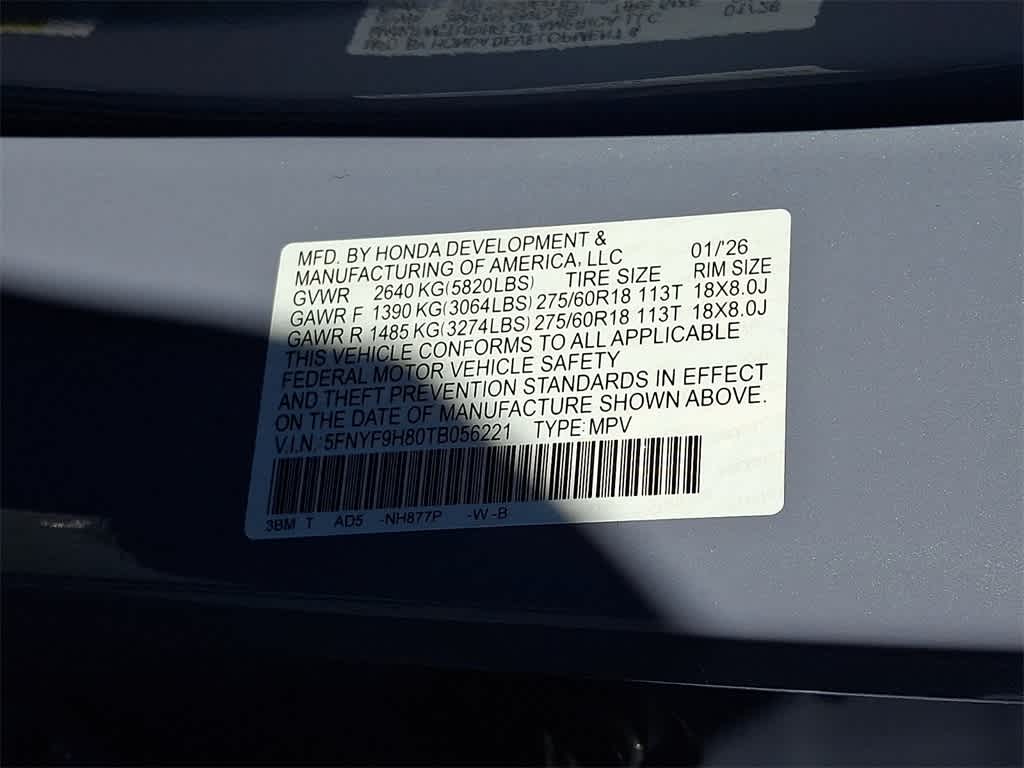 MFD. BY HONDA DEVELOPMENT &
MANUFACTURING OF AMERICA, LLC 01/'26
GVWR 2640 KG(5820LBS) TIRE SIZE RIM SIZE
GAWR F 1390 KG(3064LBS) 275/60R18 113T 18X8.0J
GAWR R 1485 KG(3274LBS) 275/60R18 113T 18X8.0J
THIS VEHICLE CONFORMS TO ALL APPLICABLE
FEDERAL MOTOR VEHICLE SAFETY
AND THEFT PREVENTION STANDARDS IN EFFECT
ON THE DATE OF MANUFACTURE SHOWN ABOVE.
V.I.N.: 5FNYF9H80TB056221 TYPE: MPV
3BM T AD5 -NH877P -W -B